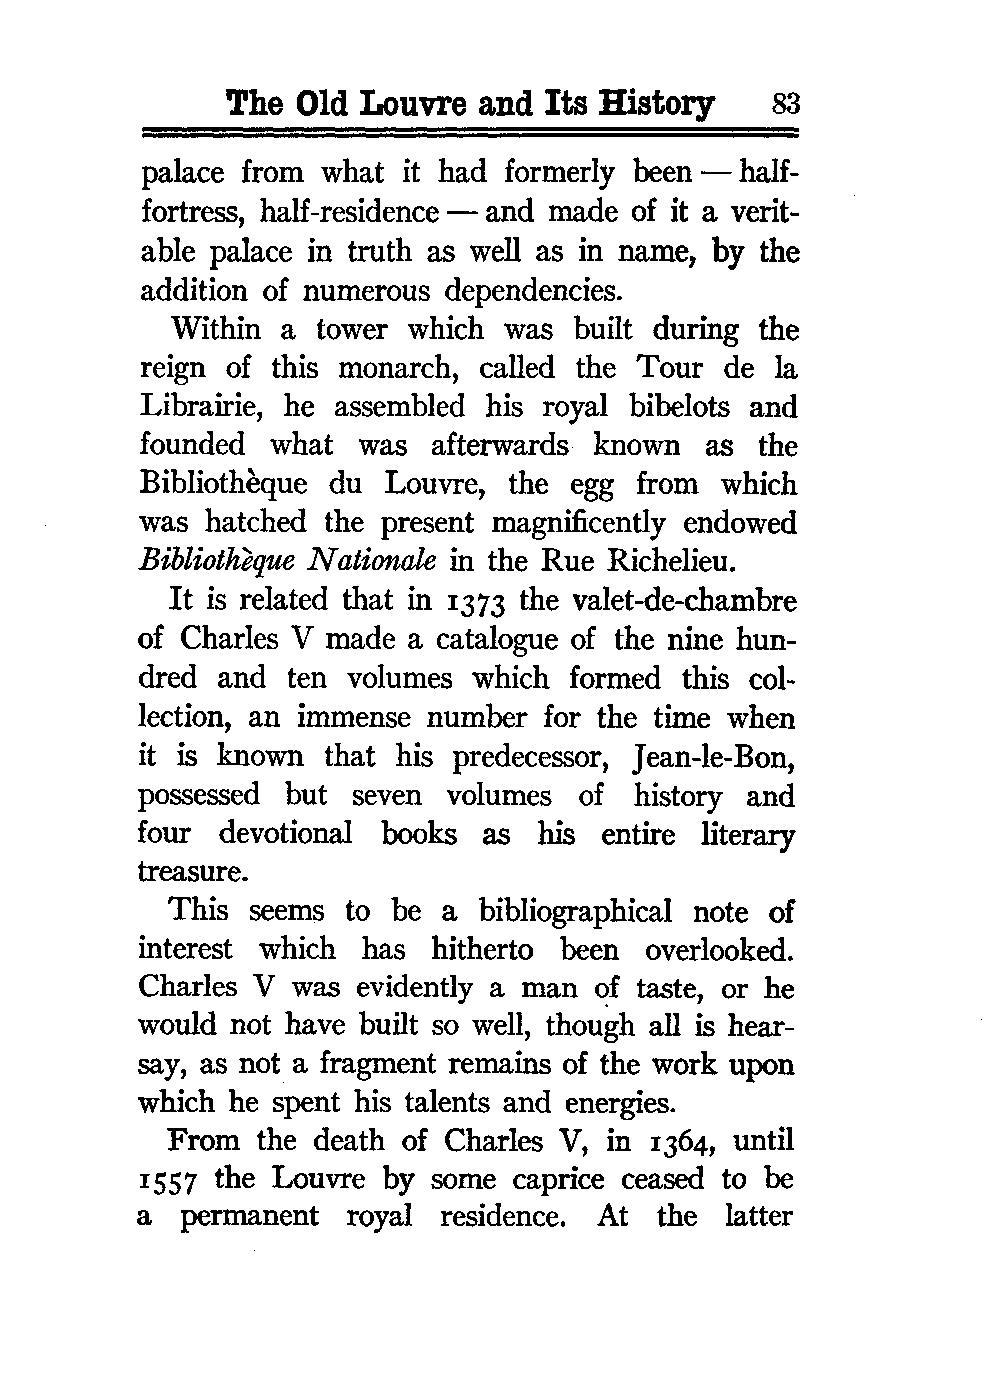 The Old Louvre and Its History 83
palace from what it had formerly been — half-
fortress, half-residence — and made of it a verit-
able palace in truth as well as in name, by the
addition of numerous dependencies.
Within a tower which was built during the
reign of this monarch, called the Tour de la
Librairie, he assembled his royal bibelots and
founded what was afterwards known as the
Bibliothèque du Louvre, the egg from which
was hatched the present magnificently endowed
Bibliothèque Nationale in the Rue Richelieu.
It is related that in 1373 the valet-de-chambre
of Charles V made a catalogue of the nine hun-
dred and ten volumes which formed this col-
lection, an immense number for the time when
it is known that his predecessor, Jean-le-Bon,
possessed but seven volumes of history and
four devotional books as his entire literary
treasure.
This seems to be a bibliographical note of
interest which has hitherto been overlooked.
Charles V was evidently a man of taste, or he
would not have built so well, though all is hear-
say, as not a fragment remains of the work upon
which he spent his talents and energies.
From the death of Charles V, in 1364, until
1557 the Louvre by some caprice ceased to be
a permanent royal residence. At the latter